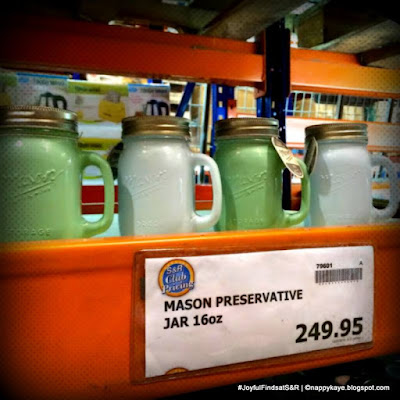 S&R
Club
Pricing
79601 A
MASON PRESERVATIVE
JAR 16oz
249.95
#JoyfulFindsatS&R | ©nappykaye.blogspot.com